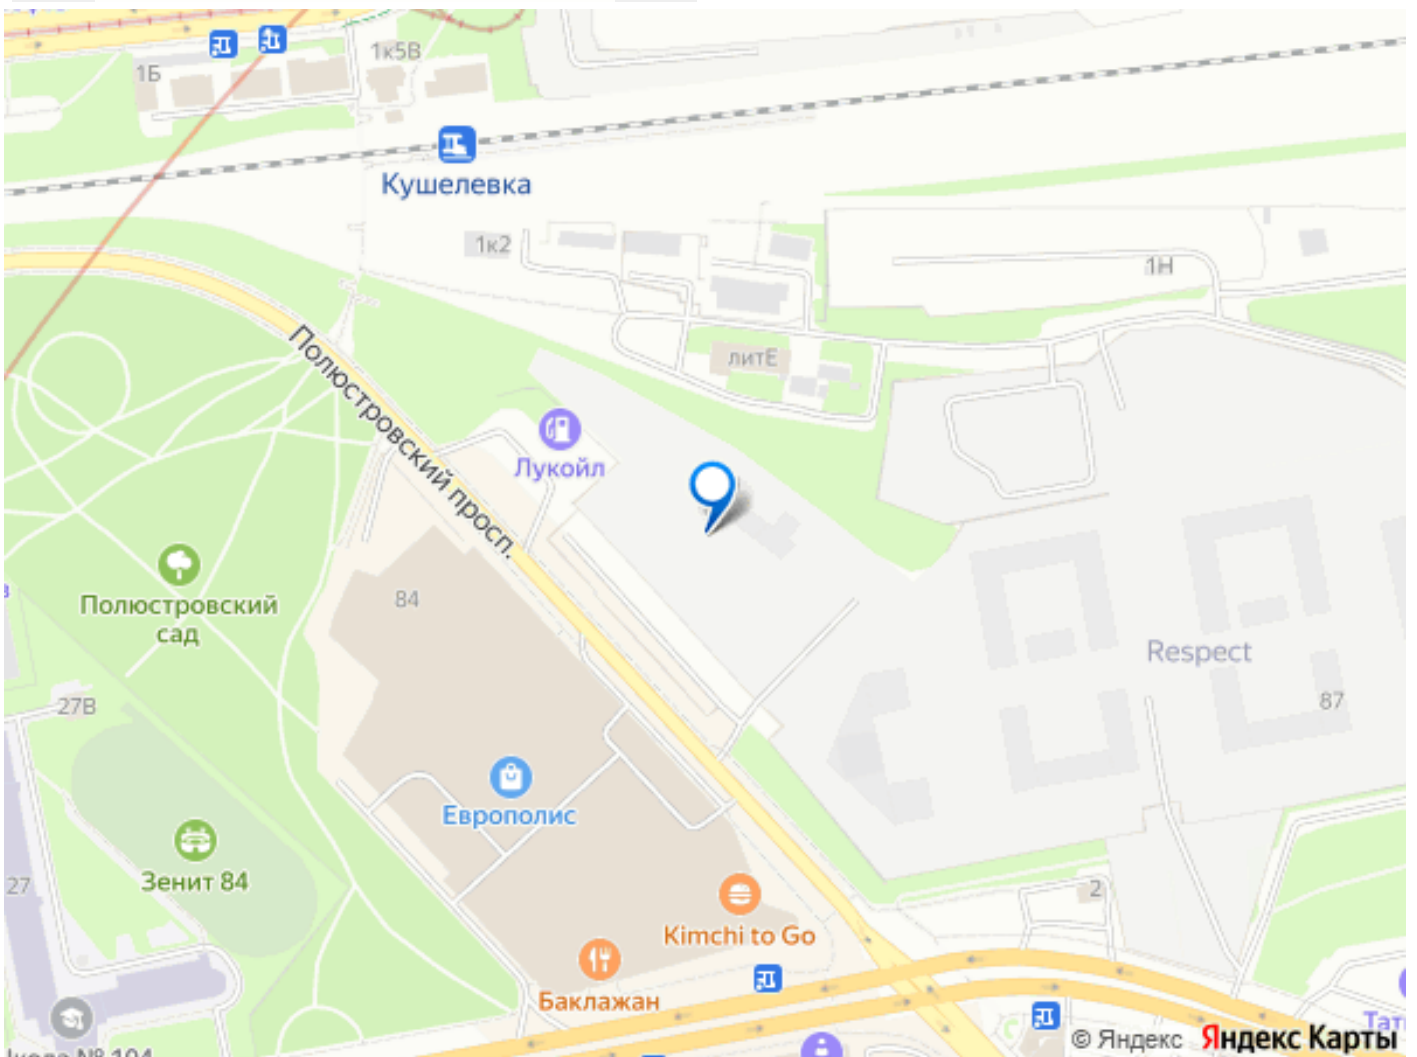 1к5В
1Б
Кушелевка
1к2
1Н
литЕ
Полюстровский просп.
Лукойл
Полюстровский
сад
84
Respect
87
27В
Европолис
Зенит 84
27
2
Kimchi to Go
Баклажан
© Яндекс Яндекс Карты